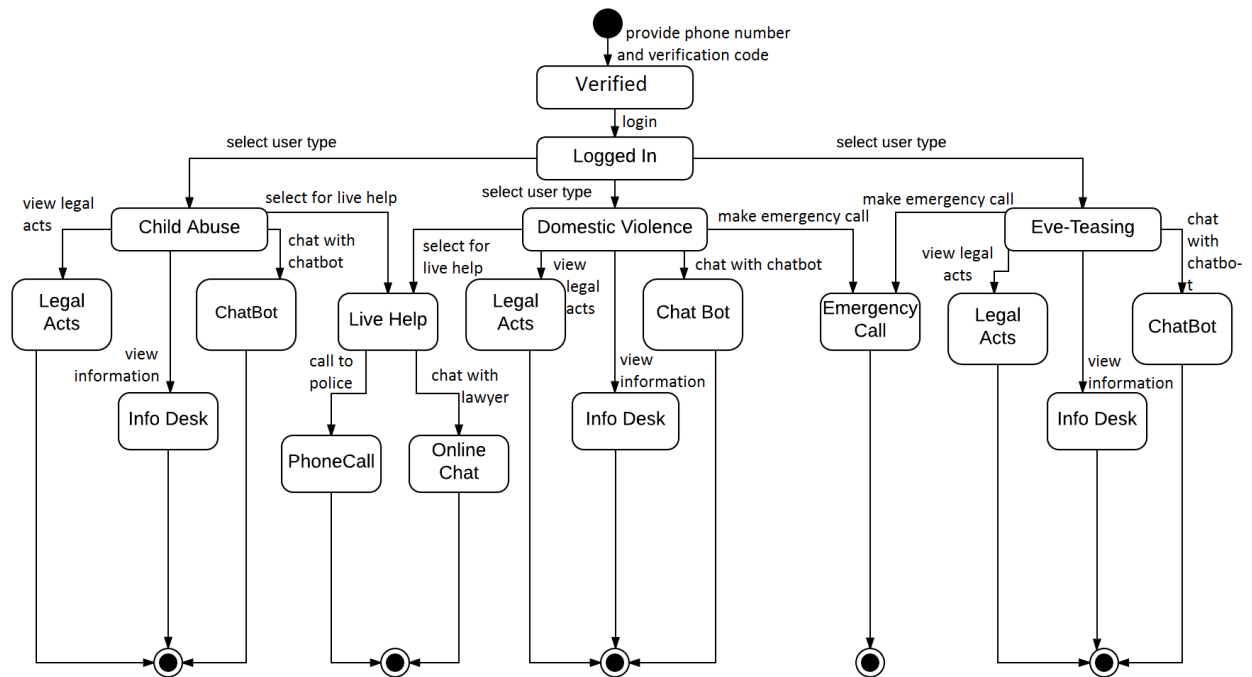 provide phone number
and verification code
Verified
login
select user type
Logged In
select user type
select user type
view legal
acts
Child Abuse
select for live help
chat with
chatbot
Domestic Violence
make emergency call
select for
live help
view
legal
acts
chat with chatbot
make emergency call
Eve-Teasing
chat
with
chatbo-
t
view legal
acts
Legal
Acts
ChatBot
Live Help
Legal
Acts
Chat Bot
Emergency
Call
Legal
Acts
ChatBot
view
information
call to
police
chat with
lawyer
view
information
view
information
Info Desk
PhoneCall
Online
Chat
Info Desk
Info Desk